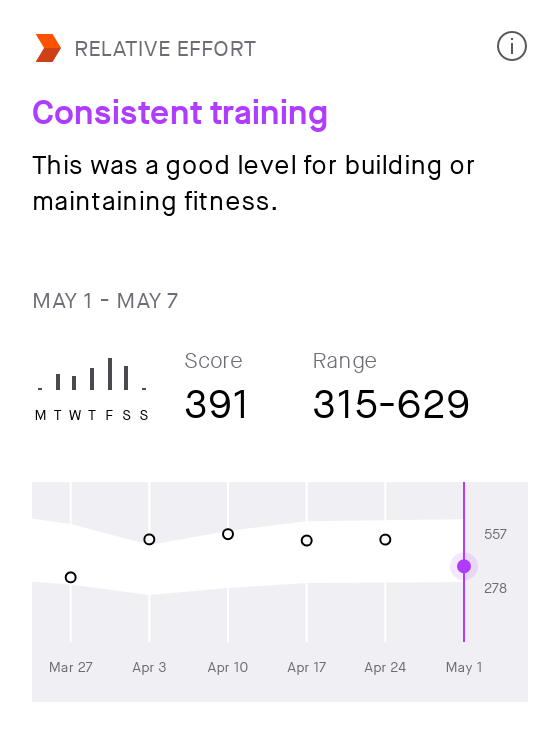 RELATIVE EFFORT
Consistent training
This was a good level for building or
maintaining fitness.
MAY 1 - MAY 7
Score
Range
M T W T F S S
391
315-629
557
278
Mar 27
Apr 3
Apr 10
Apr 17
Apr 24
May 1